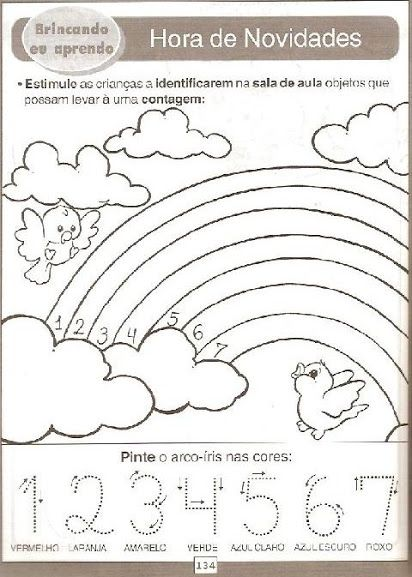 Brincando
eu aprendo
Hora de Novidades
• Estimule as crianças a identificarem na sala de aula objetos que
possam levar à uma contagem:
1 2 3 4 5 6 7
Pinte o arco-íris nas cores:
1 2 3 4 5 6 7
VERMELHO LARANJA AMARELO VERDE AZUL CLARO AZUL ESCURO ROXO
134